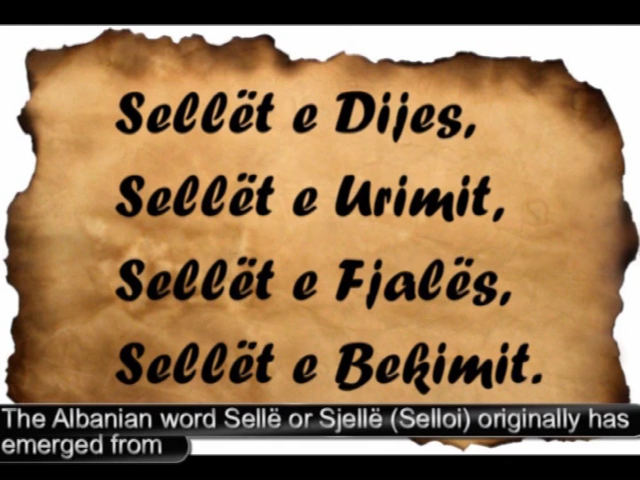 Sellët e Dijes,
Sellët e Urimit,
Sellët e Fjalës,
Sellët e Bekimit.
The Albanian word Sellë or Sjellë (Selloi) originally has
emerged from